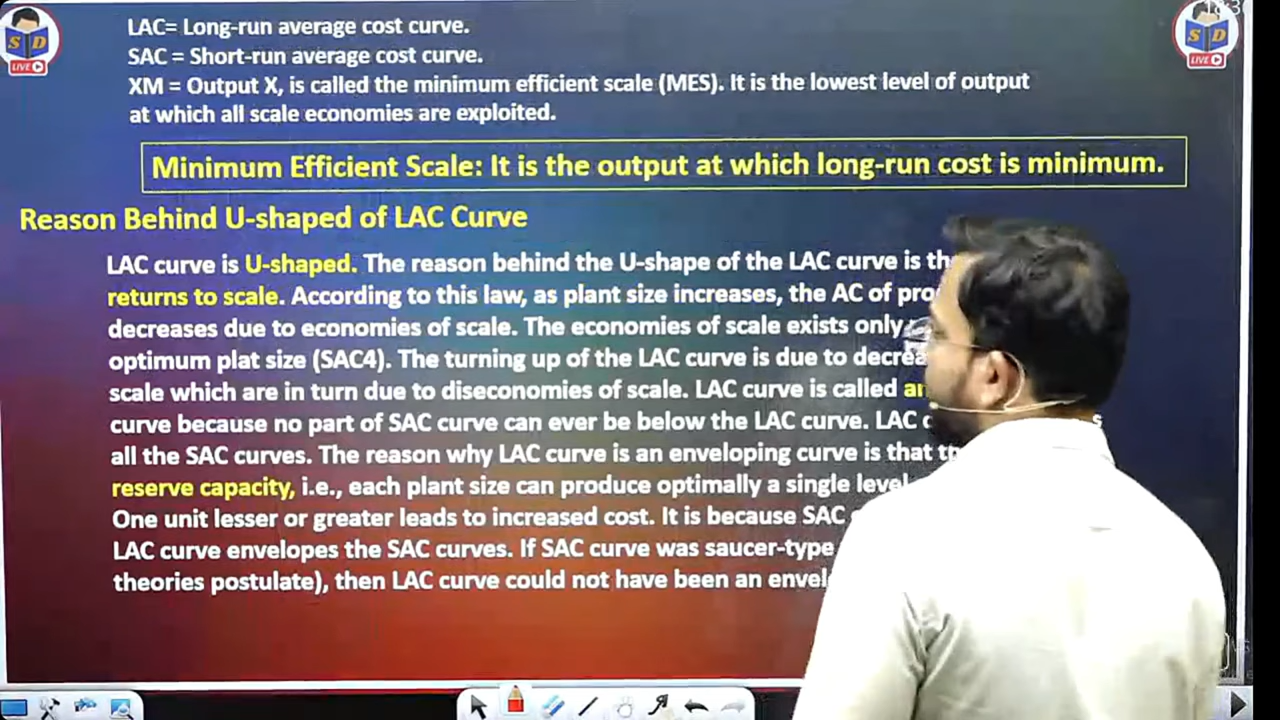 S D
LIVE
S D
LIVE
LAC= Long-run average cost curve.
SAC = Short-run average cost curve.
XM = Output X, is called the minimum efficient scale (MES). It is the lowest level of output
at which all scale economies are exploited.
Minimum Efficient Scale: It is the output at which long-run cost is minimum.
Reason Behind U-shaped of LAC Curve
LAC curve is U-shaped. The reason behind the U-shape of the LAC curve is
returns to scale. According to this law, as plant size increases, the AC of
decreases due to economies of scale. The economies of scale exists only
optimum plat size (SAC4). The turning up of the LAC curve is due to
scale which are in turn due to diseconomies of scale. LAC curve is called
curve because no part of SAC curve can ever be below the LAC curve. LAC
all the SAC curves. The reason why LAC curve is an enveloping curve is that
reserve capacity, i.e., each plant size can produce optimally a single level
One unit lesser or greater leads to increased cost. It is because SAC
LAC curve envelopes the SAC curves. If SAC curve was saucer-type
theories postulate), then LAC curve could not have been an